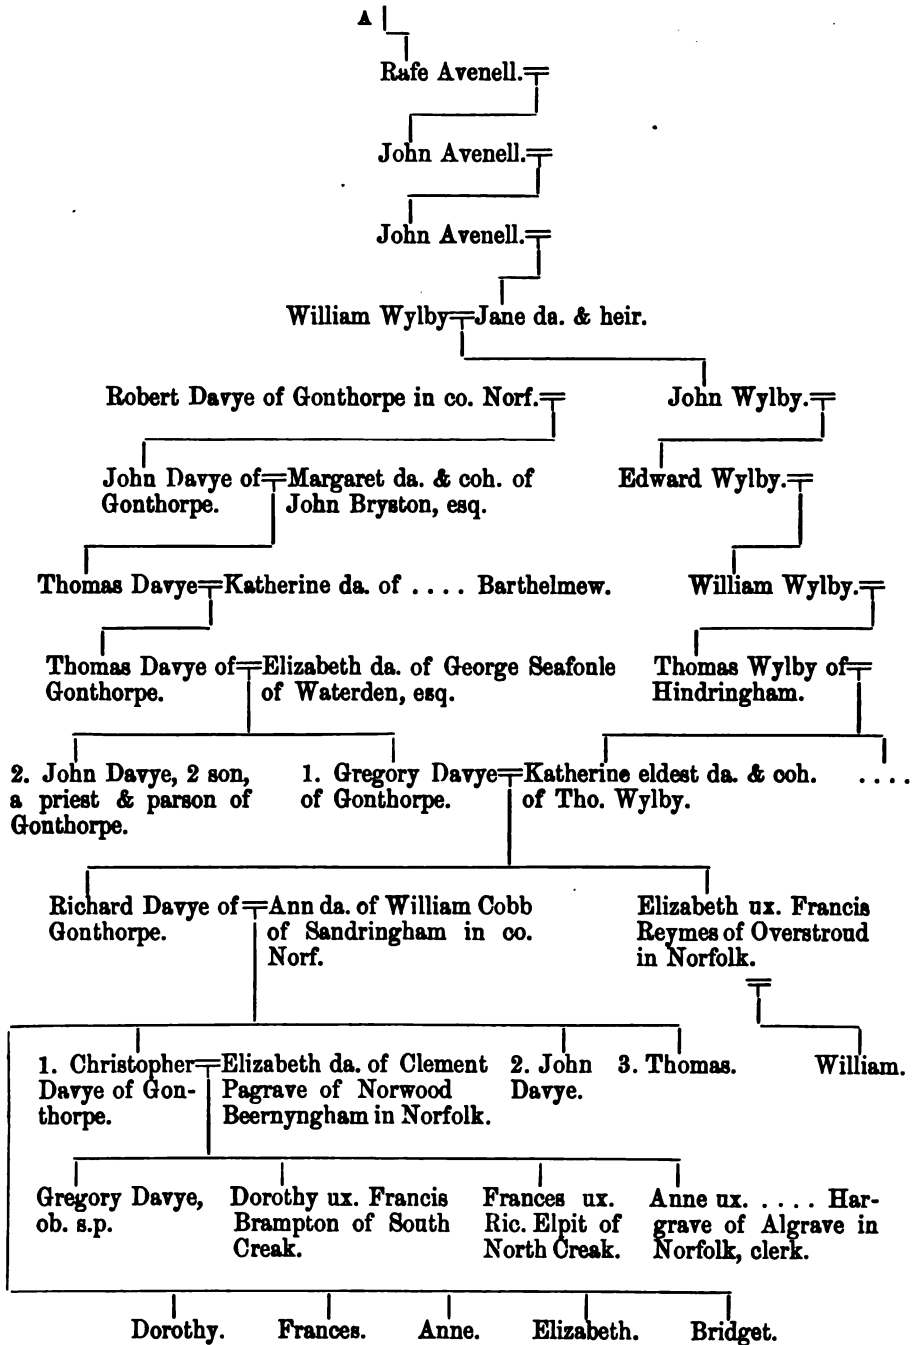 A
Rafe Avenell.
John Avenell.
John Avenell.
William Wylby Jane da. & heir.
Robert Davye of Gonthorpe in co. Norf. John Wylby.
John Davye of
Gonthorpe.
Margaret da. & coh. of
John Bryston, esq.
Edward Wylby.
Thomas Davye Katherine da. of .... Barthelmew. William Wylby.
Thomas Davye of
Gonthorpe.
Elizabeth da. of George Seafonle
of Waterden, esq.
Thomas Wylby of
Hindringham.
2. John Davye, 2 son,
a priest & parson of
Gonthorpe.
1. Gregory Davye
of Gonthorpe.
Katherine eldest da. & coh.
of Tho. Wylby.
....
Richard Davye of
Gonthorpe.
Ann da. of William Cobb
of Sandringham in co.
Norf.
Elizabeth ux. Francis
Reymes of Overstroud
in Norfolk.
1. Christopher
Davye of Gon-
thorpe.
Elizabeth da. of Clement
Pagrave of Norwood
Beernyngham in Norfolk.
2. John
Davye.
3. Thomas.
William.
Gregory Davye,
ob. s.p.
Dorothy ux. Francis
Brampton of South
Creak.
Frances ux.
Ric. Elpit of
North Creak.
Anne ux. ..... Har-
grave of Algrave in
Norfolk, clerk.
Dorothy. Frances. Anne. Elizabeth. Bridget.